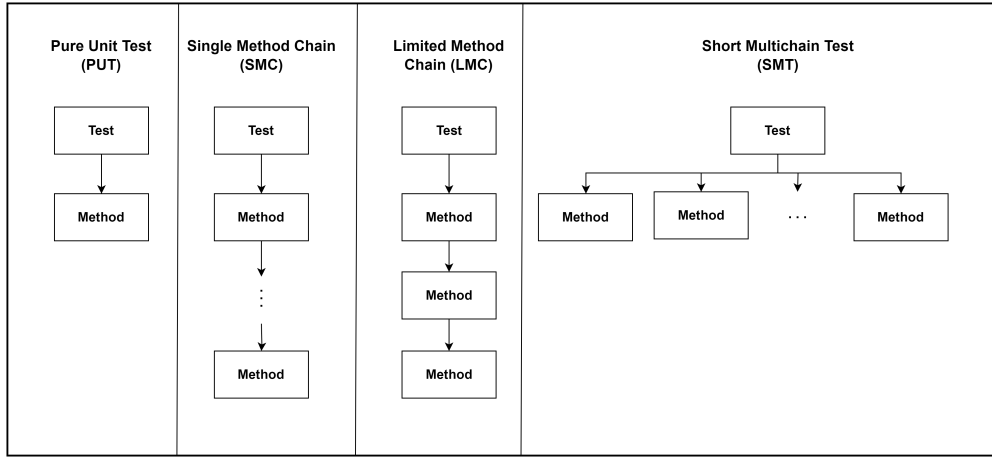 Pure Unit Test
(PUT)
Test
Method
Single Method Chain
(SMC)
Test
Method
Method
Limited Method
Chain (LMC)
Test
Method
Method
Method
Short Multichain Test
(SMT)
Test
Method
Method
. . .
Method